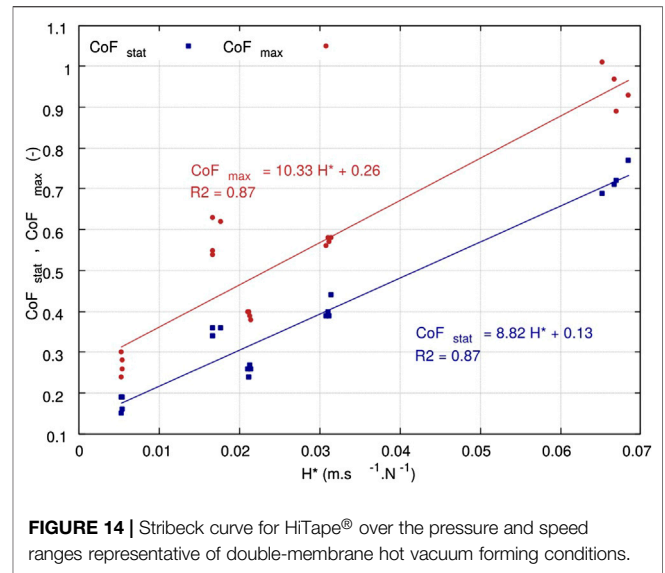 1.1
1
0.9
0.8
0.7
0.6
0.5
0.4
0.3
0.2
0.1
CoF stat , CoF max (-)
CoF stat CoF max
CoF max = 10.33 H* + 0.26
R2 = 0.87
CoF stat = 8.82 H* + 0.13
R2 = 0.87
0 0.01 0.02 0.03 0.04 0.05 0.06 0.07
H* (m.s -1.N-1)
FIGURE 14 | Stribeck curve for HiTape® over the pressure and speed
ranges representative of double-membrane hot vacuum forming conditions.